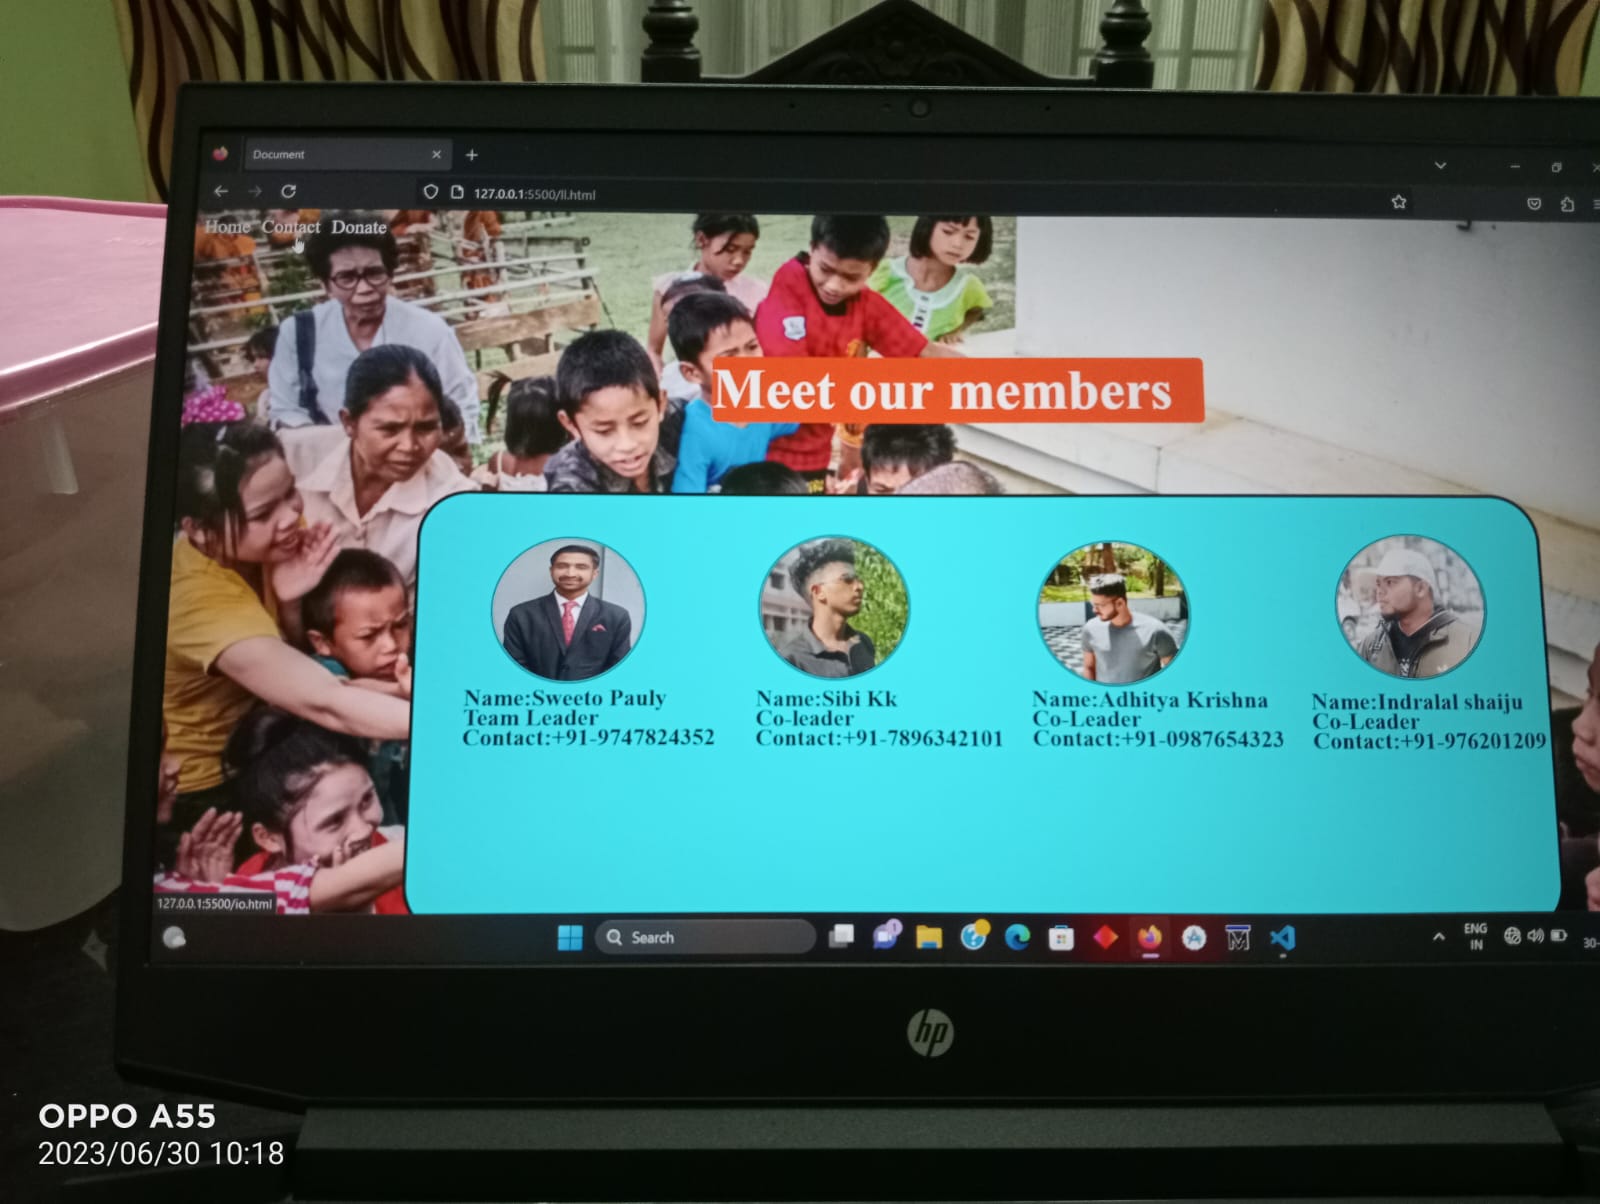 Document
127.0.0.1:5500/ll.html
Home Contact Donate
Meet our members
Name:Sweeto Pauly
Team Leader
Contact:+91-9747824352
Name:Sibi Kk
Co-leader
Contact:+91-7896342101
Name:Adhitya Krishna
Co-Leader
Contact:+91-0987654323
Name:Indralal shaiju
Co-Leader
Contact:+91-976201209
127.0.0.1:5500/io.html
Search
ENG
IN
30-
hp
OPPO A55
2023/06/30 10:18